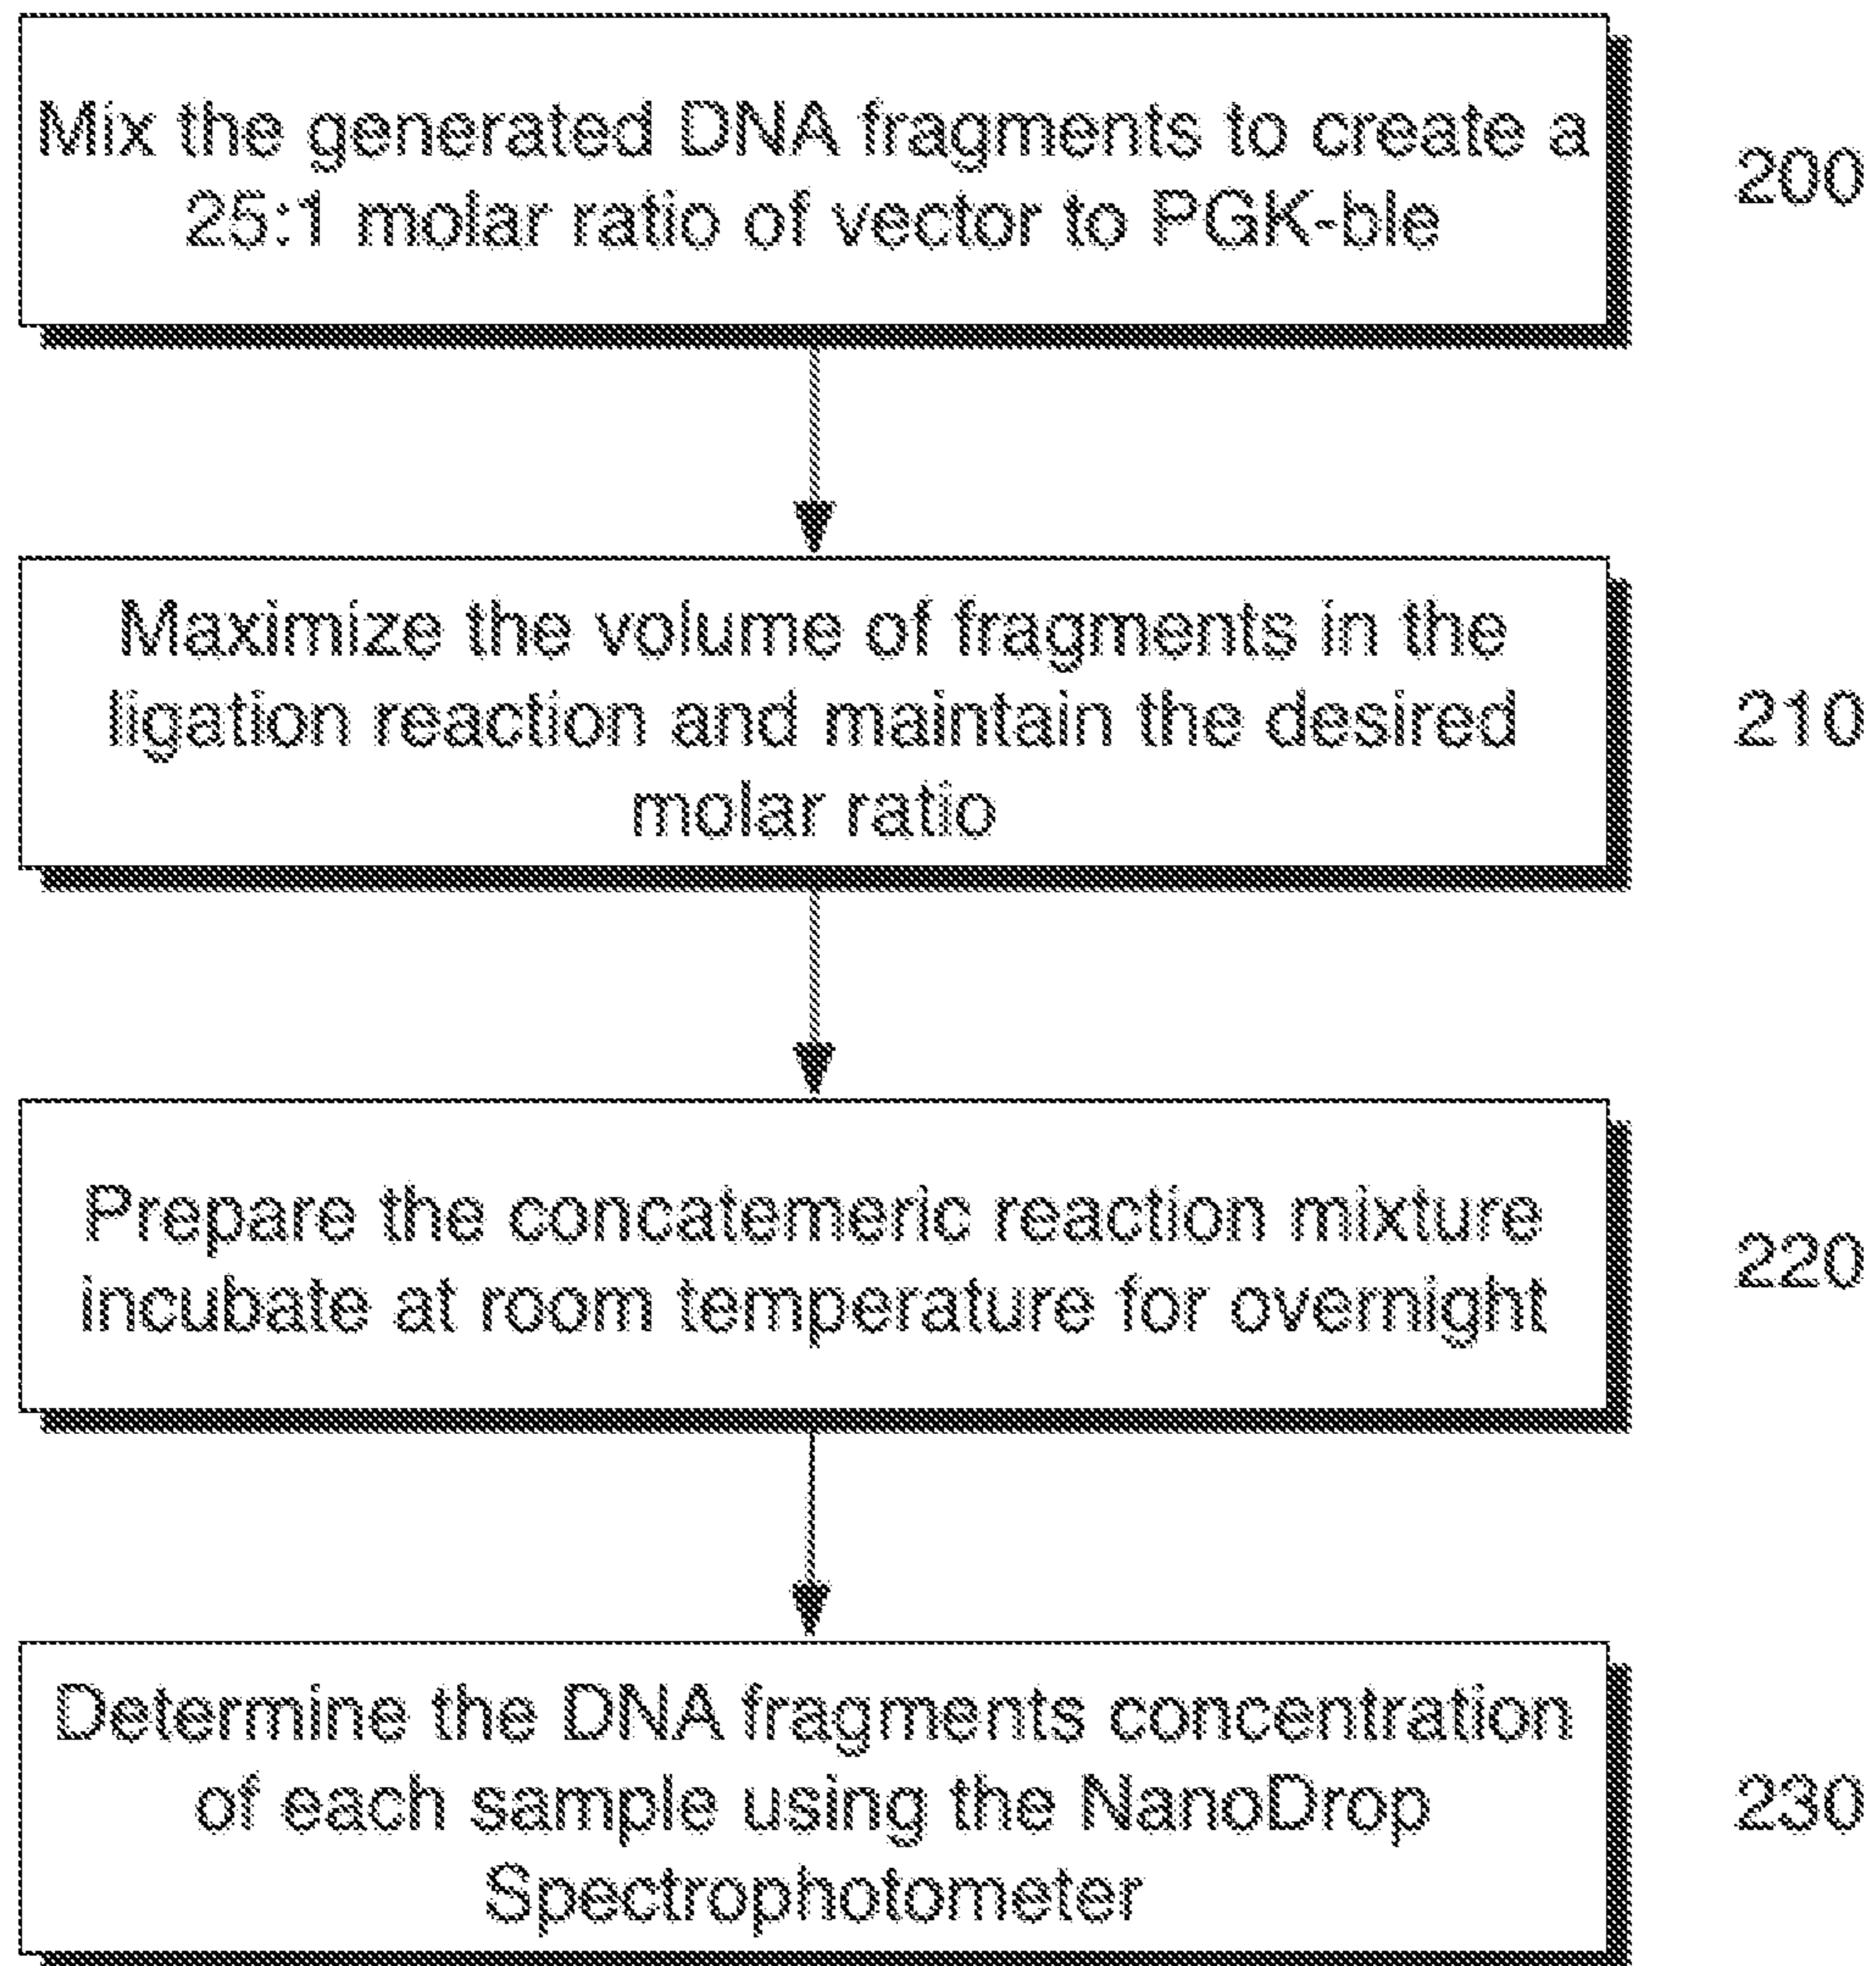 Mix the generated DNA fragments to create a
25:1 molar ratio of vector to PGK-ble
200
Maximize the volume of fragments in the
ligation reaction and maintain the desired
molar ratio
210
Prepare the concatemeric reaction mixture
incubate at room temperature for overnight
220
Determine the DNA fragments concentration
of each sample using the NanoDrop
Spectrophotometer
230